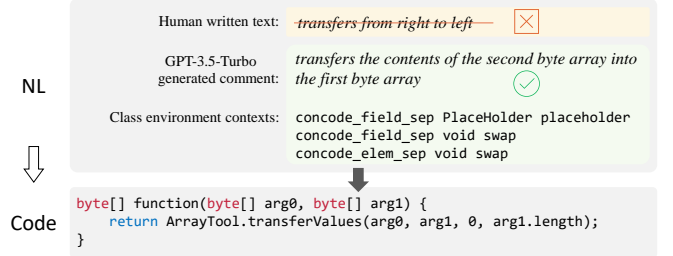 Human written text: transfers from right to left
GPT-3.5-Turbo
generated comment:
transfers the contents of the second byte array into
the first byte array
NL
Class environment contexts: concode_field_sep PlaceHolder placeholder
concode_field_sep void swap
concode_elem_sep void swap
Code
byte[] function(byte[] arg0, byte[] arg1) {
    return ArrayTool.transferValues(arg0, arg1, 0, arg1.length);
}